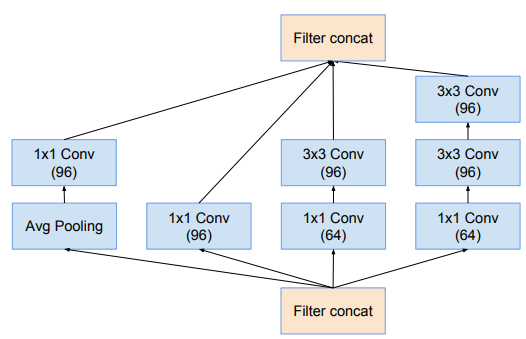 Filter concat
3x3 Conv
(96)
1x1 Conv
(96)
3x3 Conv
(96)
3x3 Conv
(96)
Avg Pooling
1x1 Conv
(96)
1x1 Conv
(64)
1x1 Conv
(64)
Filter concat